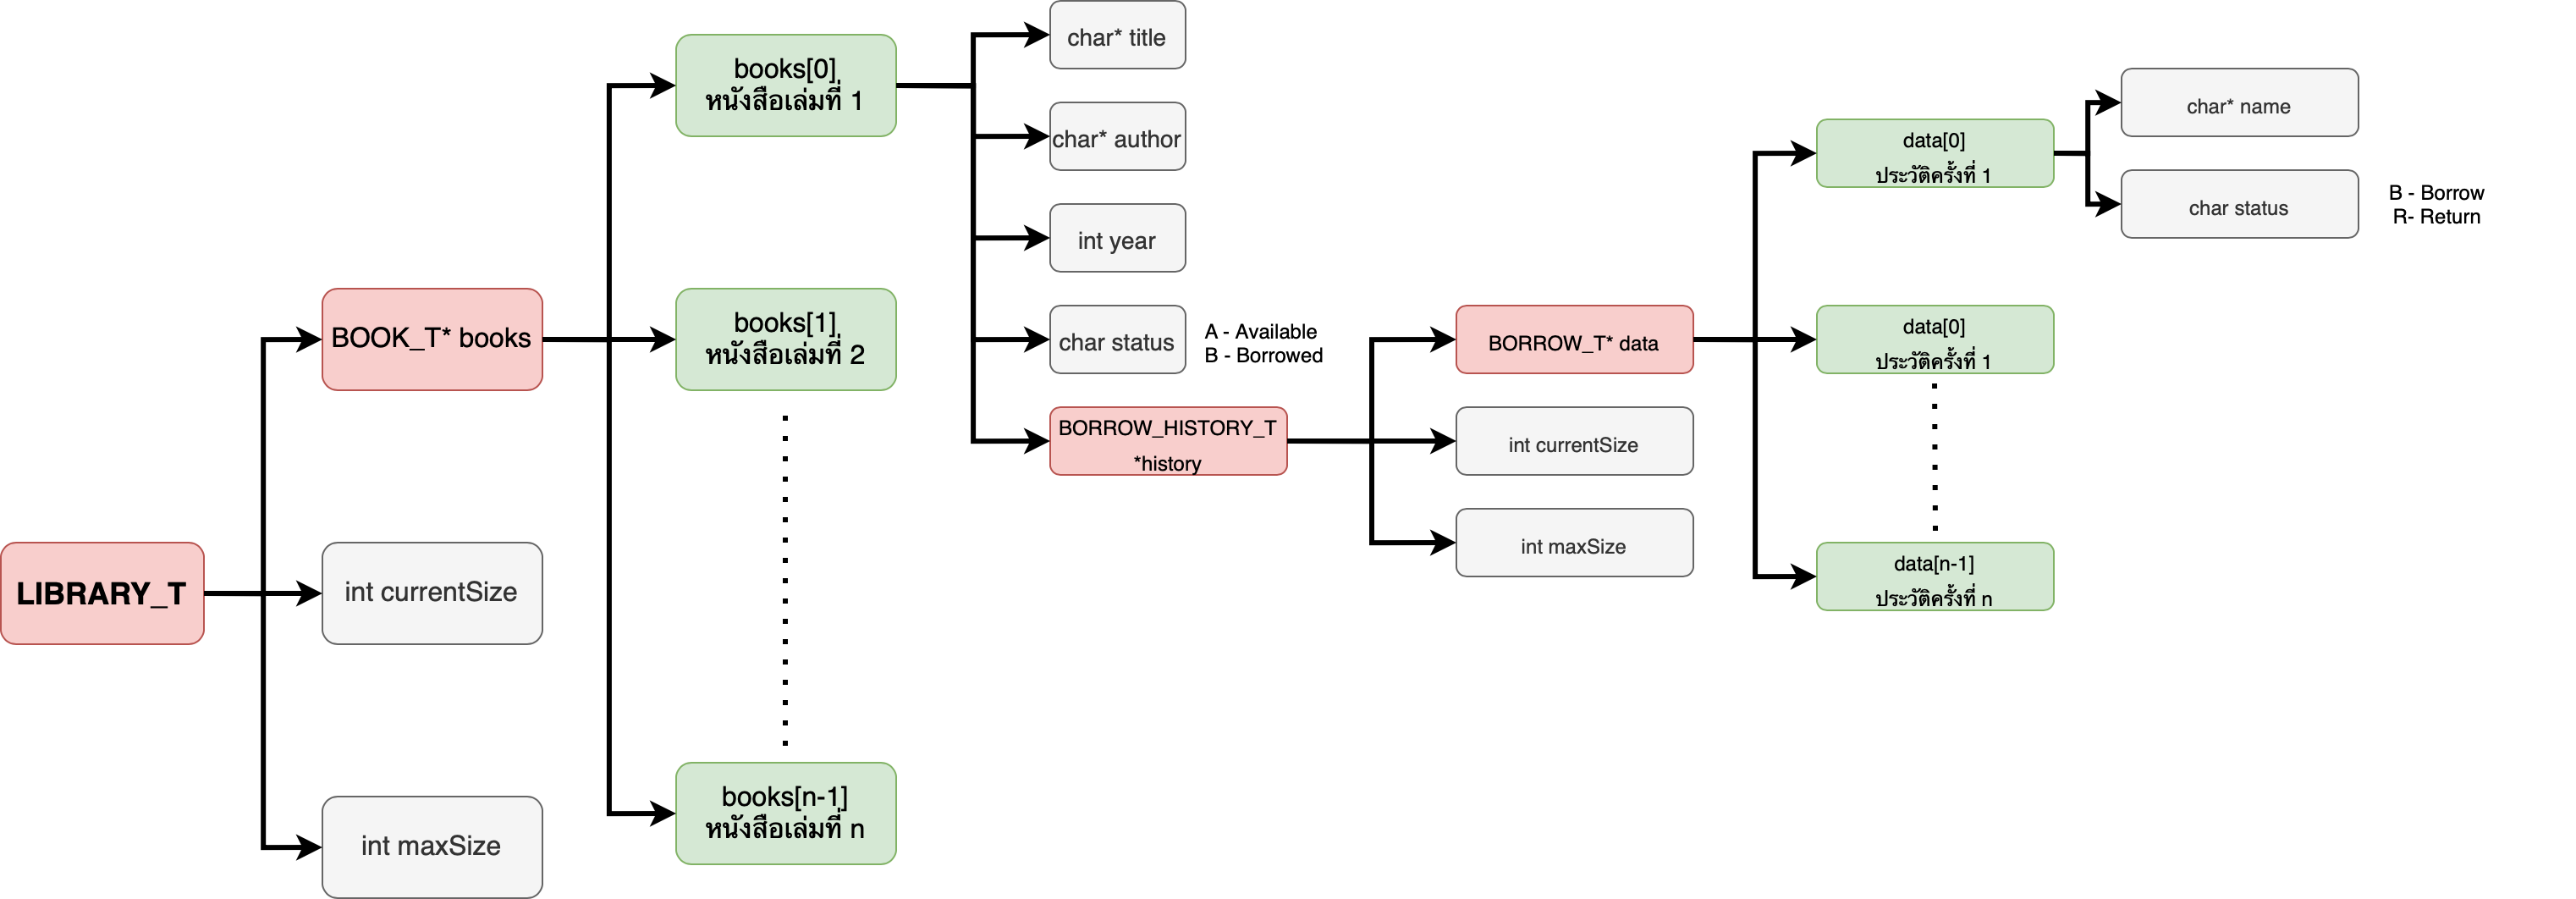 LIBRARY_T
BOOK_T* books
int currentSize
int maxSize
books[0]
หนังสือเล่มที่ 1
books[1]
หนังสือเล่มที่ 2
books[n-1]
หนังสือเล่มที่ n
char* title
char* author
int year
char status
A - Available
B - Borrowed
BORROW_HISTORY_T
*history
BORROW_T* data
int currentSize
int maxSize
data[0]
ประวัติครั้งที่ 1
data[0]
ประวัติครั้งที่ 1
data[n-1]
ประวัติครั้งที่ n
char* name
char status
B - Borrow
R- Return